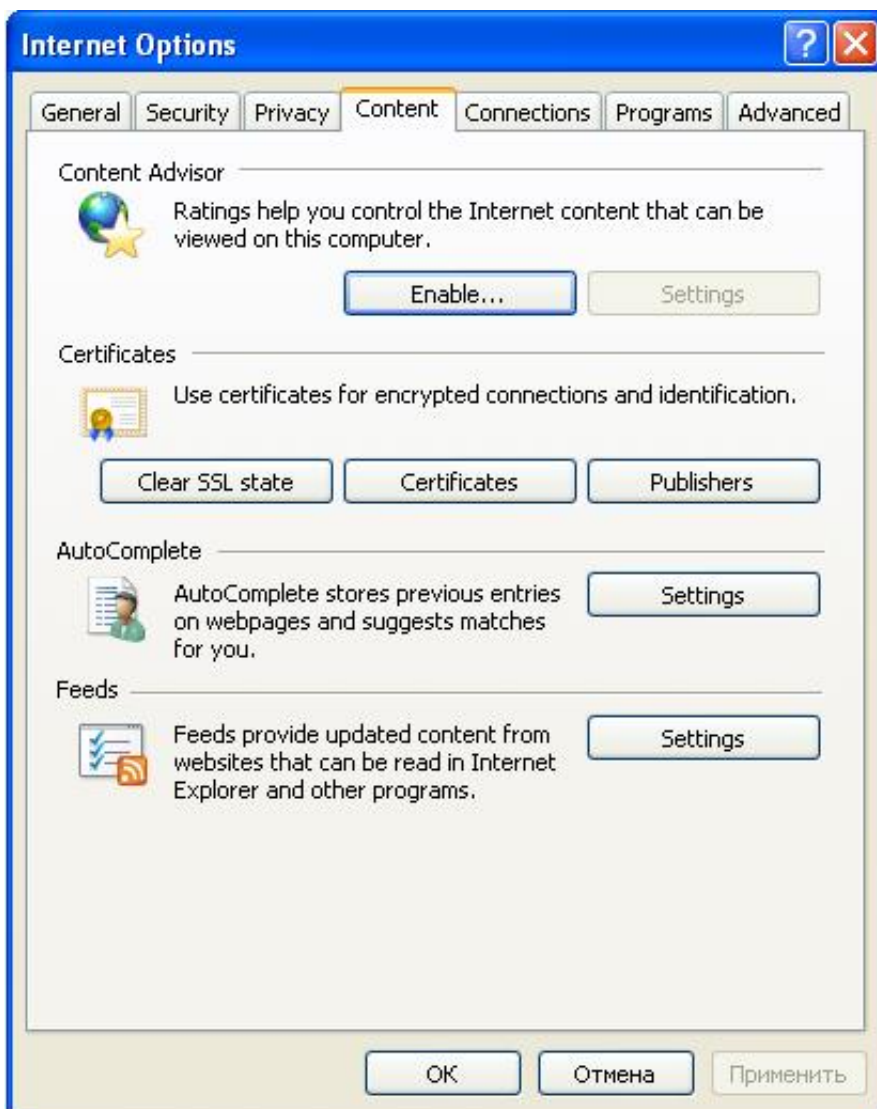 Internet Options
General Security Privacy Content Connections Programs Advanced
Content Advisor
Ratings help you control the Internet content that can be
viewed on this computer.
Enable... Settings
Certificates
Use certificates for encrypted connections and identification.
Clear SSL state Certificates Publishers
AutoComplete
AutoComplete stores previous entries
on webpages and suggests matches
for you.
Settings
Feeds
Feeds provide updated content from
websites that can be read in Internet
Explorer and other programs.
Settings
OK Отмена Применить